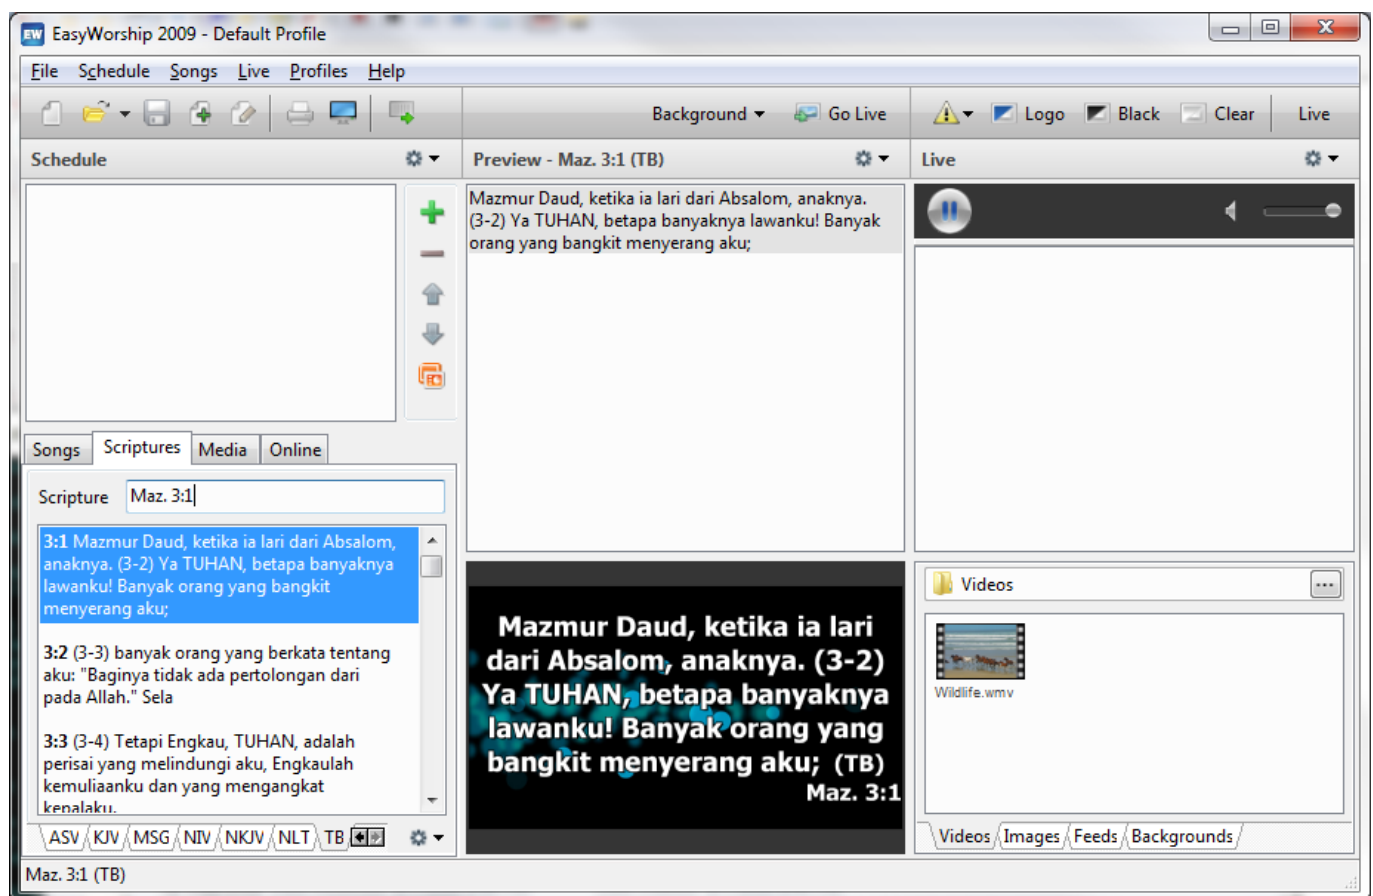 EasyWorship 2009 - Default Profile
File Schedule Songs Live Profiles Help
Background Go Live Logo Black Clear Live
Schedule
Preview - Maz. 3:1 (TB)
Live
Mazmur Daud, ketika ia lari dari Absalom, anaknya.
(3-2) Ya TUHAN, betapa banyaknya lawanku! Banyak
orang yang bangkit menyerang aku;
Songs Scriptures Media Online
Scripture Maz. 3:1
3:1 Mazmur Daud, ketika ia lari dari Absalom,
anaknya. (3-2) Ya TUHAN, betapa banyaknya
lawanku! Banyak orang yang bangkit
menyerang aku;
3:2 (3-3) banyak orang yang berkata tentang
aku: "Baginya tidak ada pertolongan dari
pada Allah." Sela
3:3 (3-4) Tetapi Engkau, TUHAN, adalah
perisai yang melindungi aku, Engkaulah
kemuliaanku dan yang mengangkat
kepalaku.
ASV KJV MSG NIV NKJV NLT TB
Mazmur Daud, ketika ia lari
dari Absalom, anaknya. (3-2)
Ya TUHAN, betapa banyaknya
lawanku! Banyak orang yang
bangkit menyerang aku; (TB)
Maz. 3:1
Videos
Wildlife.wmv
Videos Images Feeds Backgrounds
Maz. 3:1 (TB)